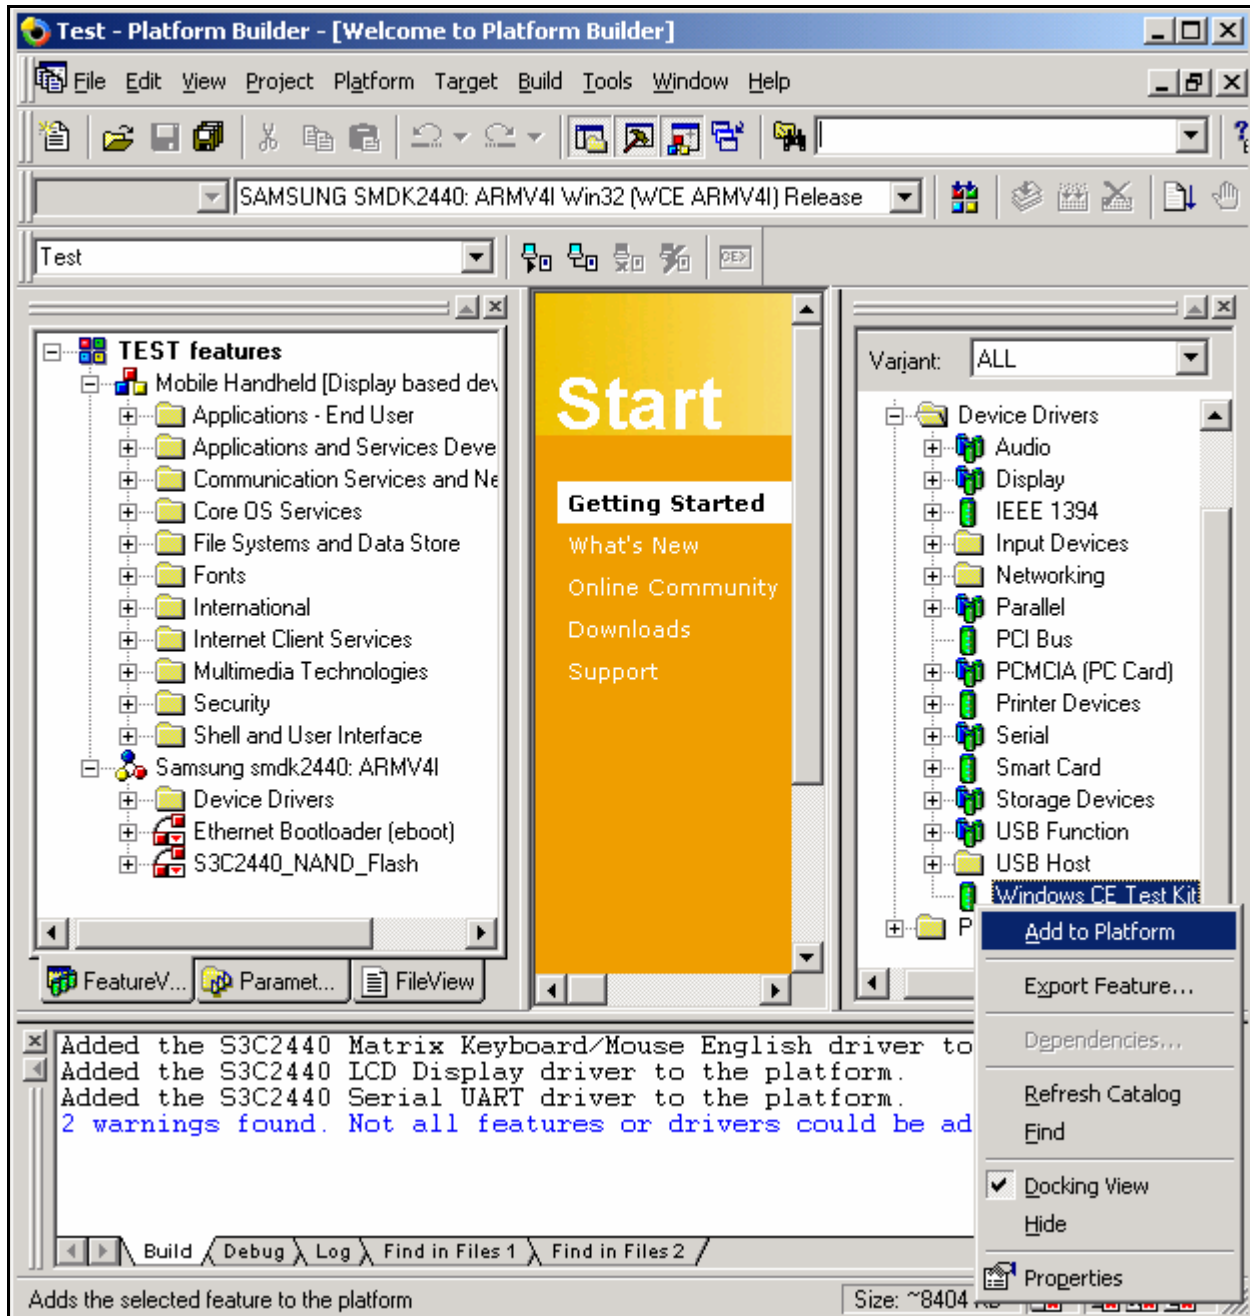 Test - Platform Builder - [Welcome to Platform Builder]
File Edit View Project Platform Target Build Tools Window Help
SAMSUNG SMDK2440: ARMV4I Win32 (WCE ARMV4I) Release
Test
TEST features
Mobile Handheld [Display based dev
Applications - End User
Applications and Services Deve
Communication Services and Ne
Core OS Services
File Systems and Data Store
Fonts
International
Internet Client Services
Multimedia Technologies
Security
Shell and User Interface
Samsung smdk2440: ARMV4I
Device Drivers
Ethernet Bootloader (eboot)
S3C2440_NAND_Flash
FeatureV... Paramet... FileView
Start
Getting Started
What's New
Online Community
Downloads
Support
Variant: ALL
Device Drivers
Audio
Display
IEEE 1394
Input Devices
Networking
Parallel
PCI Bus
PCMCIA (PC Card)
Printer Devices
Serial
Smart Card
Storage Devices
USB Function
USB Host
Windows CE Test Kit
P
Add to Platform
Export Feature...
Dependencies...
Refresh Catalog
Find
Docking View
Hide
Properties
Added the S3C2440 Matrix Keyboard/Mouse English driver to
Added the S3C2440 LCD Display driver to the platform.
Added the S3C2440 Serial UART driver to the platform.
2 warnings found. Not all features or drivers could be ad
Build Debug Log Find in Files 1 Find in Files 2
Adds the selected feature to the platform
Size: ~8404